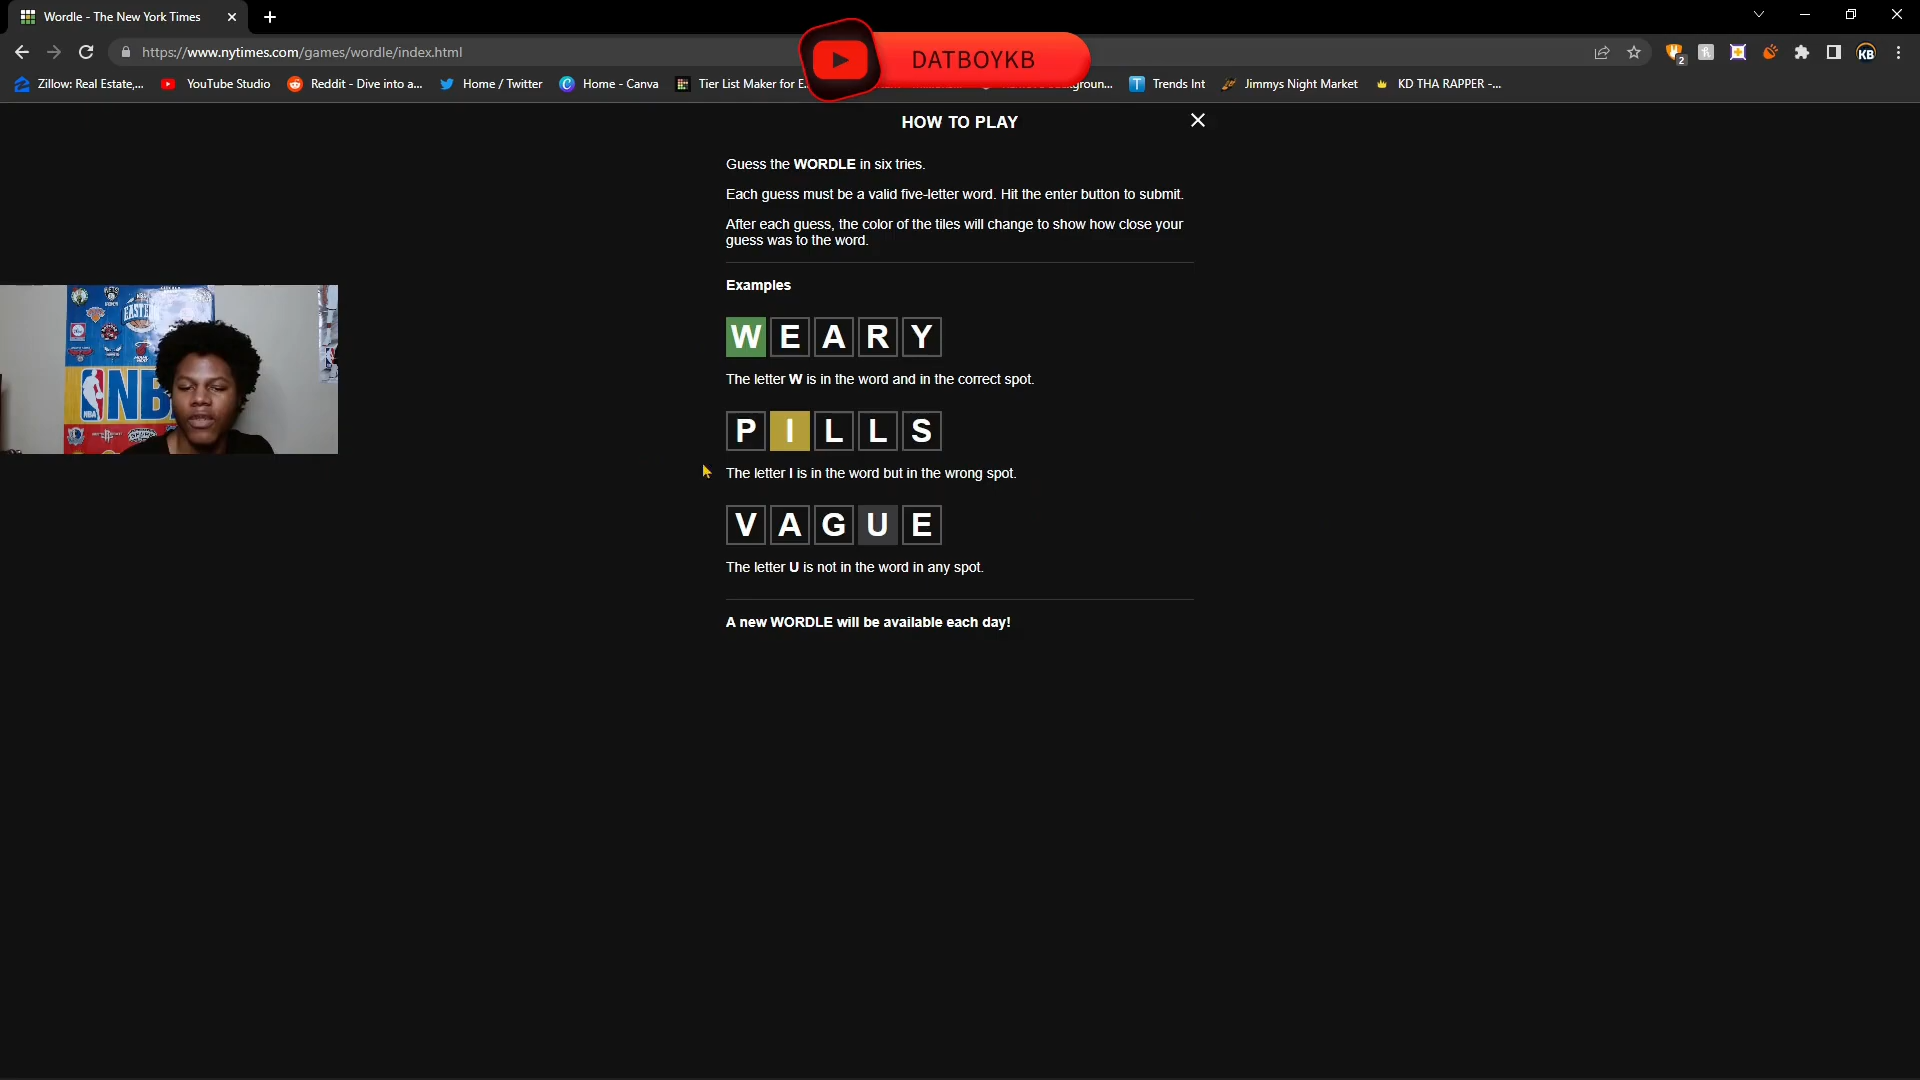 Wordle - The New York Times
https://www.nytimes.com/games/wordle/index.html
2
KB
DATBOYKB
Zillow: Real Estate,...
YouTube Studio
Reddit - Dive into a...
Home / Twitter
Home - Canva
Tier List Maker for E
Trends Int
Jimmys Night Market
KD THA RAPPER -...
HOW TO PLAY
Guess the WORDLE in six tries.
Each guess must be a valid five-letter word. Hit the enter button to submit.
After each guess, the color of the tiles will change to show how close your
guess was to the word.
Examples
WEARY
The letter W is in the word and in the correct spot.
PILLS
The letter I is in the word but in the wrong spot.
VAGUE
The letter U is not in the word in any spot.
A new WORDLE will be available each day!
EASTE
NB
NBA